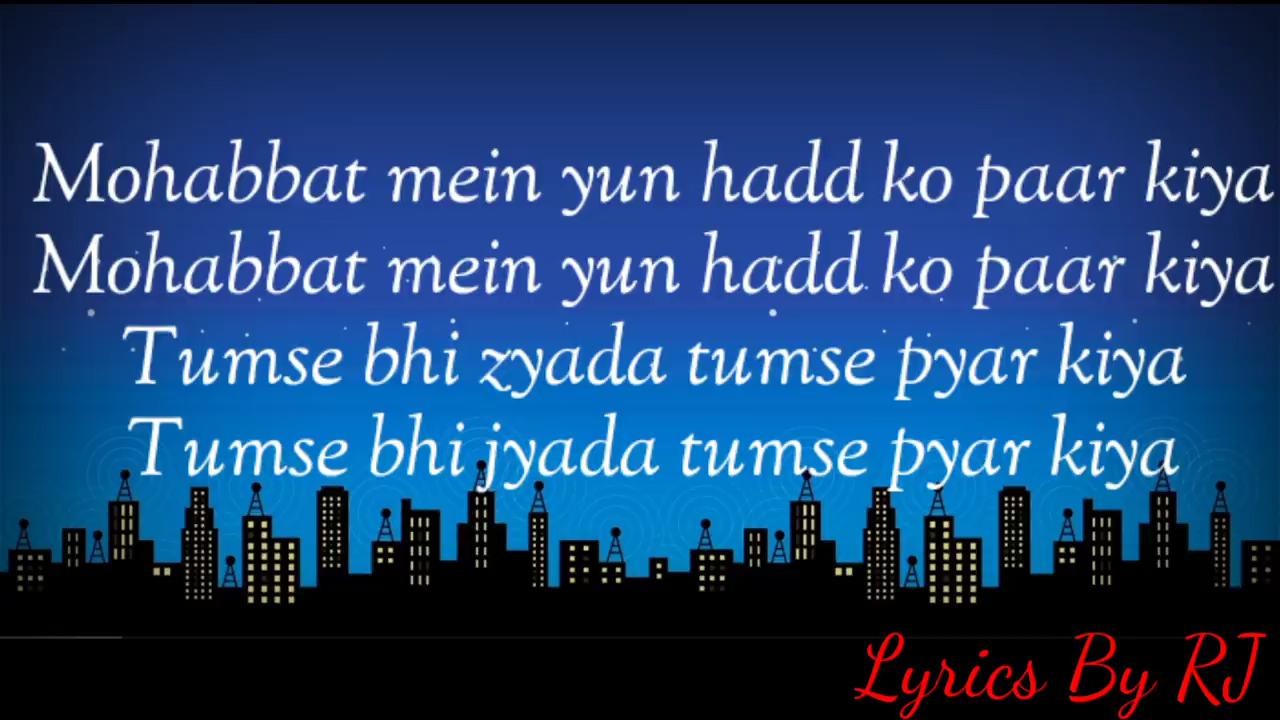 Mohabbat mein yun hadd ko paar kiya
Mohabbat mein yun hadd ko paar kiya
Tumse bhi zyada tumse pyar kiya
Tumse bhi jyada tumse pyar kiya
Lyrics By RJ